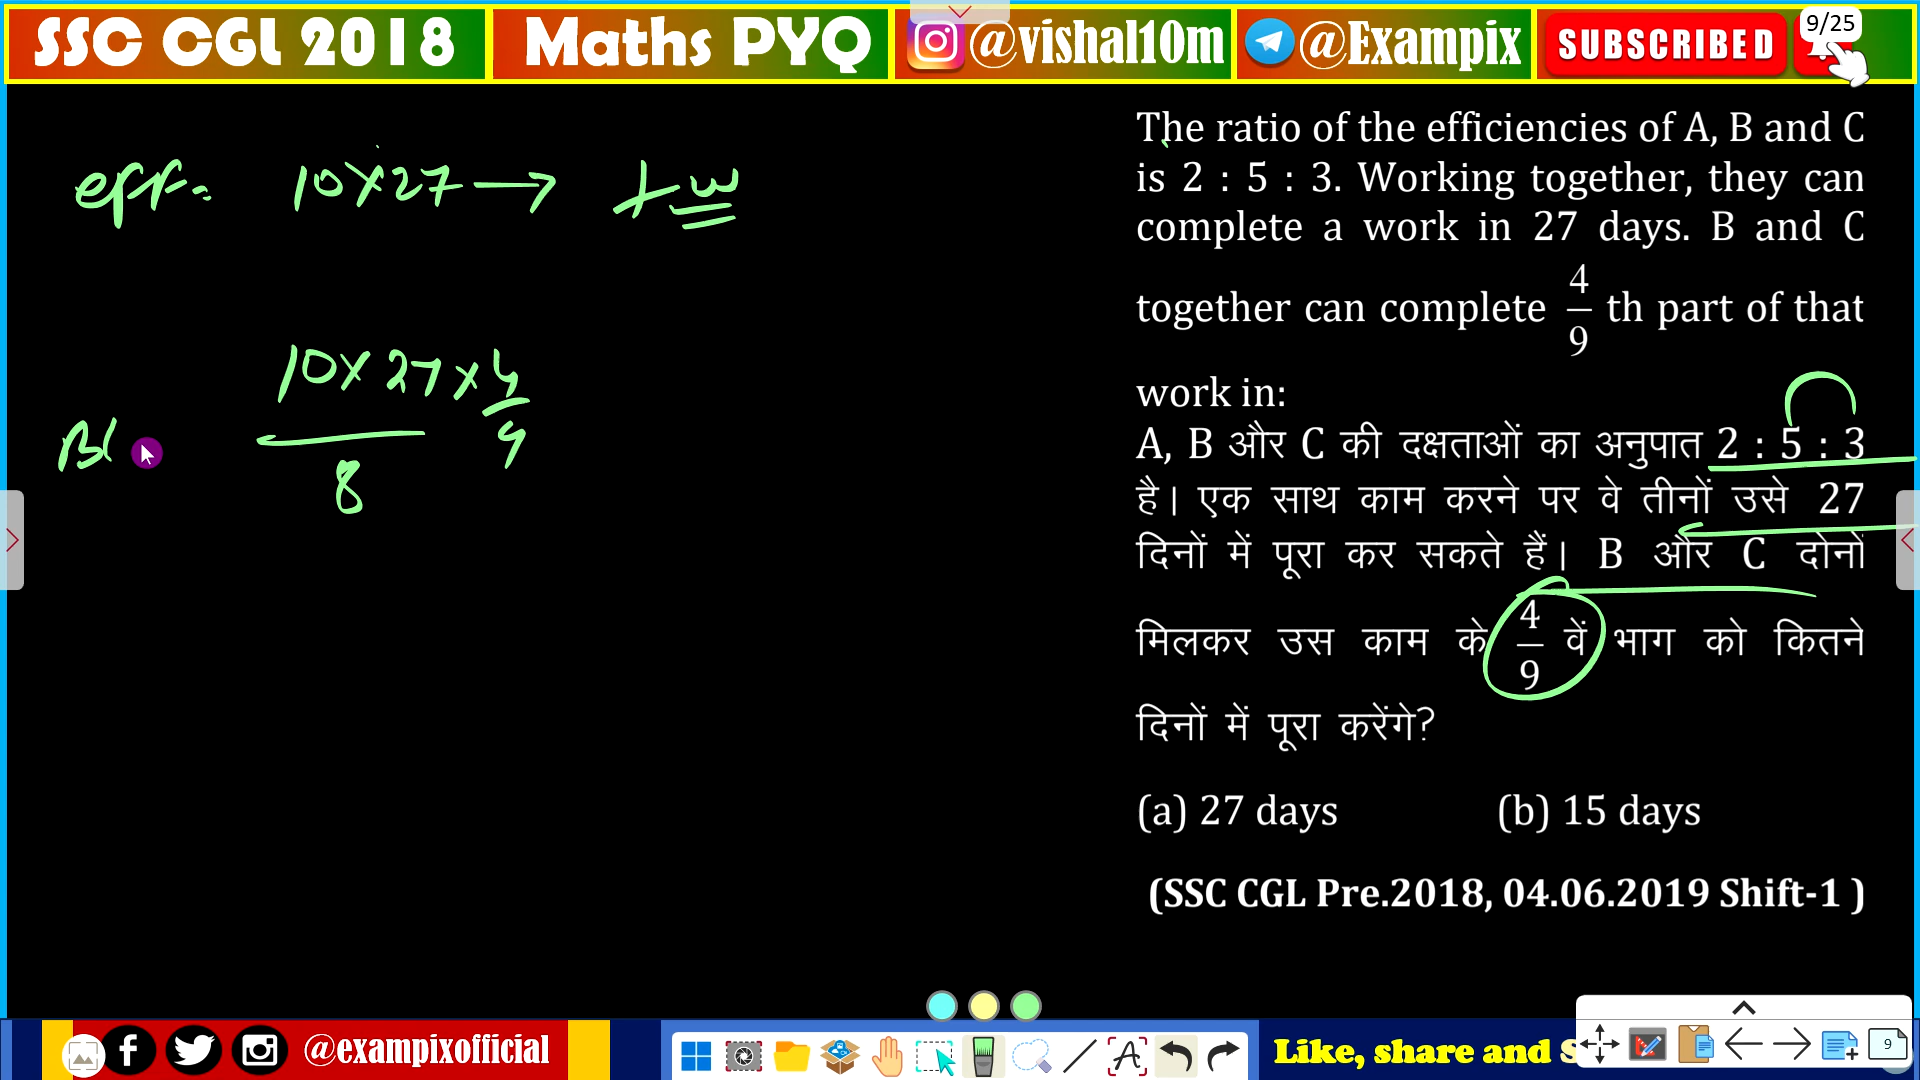 SSC CGL 2018 Maths PYQ @vishal10m @Exampix SUBSCRIBED 9/25
eff. 10×27 → t w
10×27×4/9
BC
8
The ratio of the efficiencies of A, B and C
is 2 : 5 : 3. Working together, they can
complete a work in 27 days. B and C
together can complete 4/9 th part of that
work in:
A, B और C की दक्षताओं का अनुपात 2 : 5 : 3
है। एक साथ काम करने पर वे तीनों उसे 27
दिनों में पूरा कर सकते हैं। B और C दोनों
मिलकर उस काम के 4/9 वें भाग को कितने
दिनों में पूरा करेंगे?
(a) 27 days (b) 15 days
(SSC CGL Pre.2018, 04.06.2019 Shift-1 )
@exampixofficial Like, share and S
9